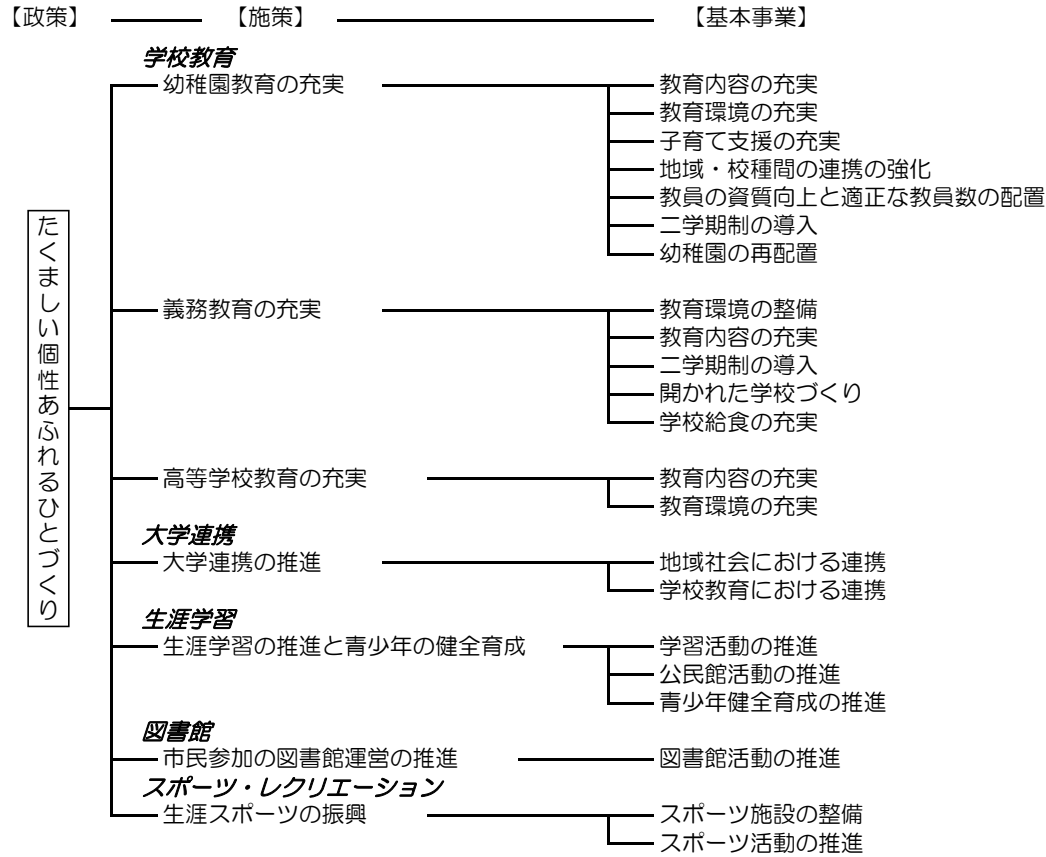 【政策】 【施策】 【基本事業】
たくましい個性あふれるひとづくり
学校教育
幼稚園教育の充実 教育内容の充実
教育環境の充実
子育て支援の充実
地域・校種間の連携の強化
教員の資質向上と適正な教員数の配置
二学期制の導入
幼稚園の再配置
義務教育の充実 教育環境の整備
教育内容の充実
二学期制の導入
開かれた学校づくり
学校給食の充実
高等学校教育の充実 教育内容の充実
教育環境の充実
大学連携
大学連携の推進 地域社会における連携
学校教育における連携
生涯学習
生涯学習の推進と青少年の健全育成 学習活動の推進
公民館活動の推進
青少年健全育成の推進
図書館
市民参加の図書館運営の推進 図書館活動の推進
スポーツ・レクリエーション
生涯スポーツの振興 スポーツ施設の整備
スポーツ活動の推進